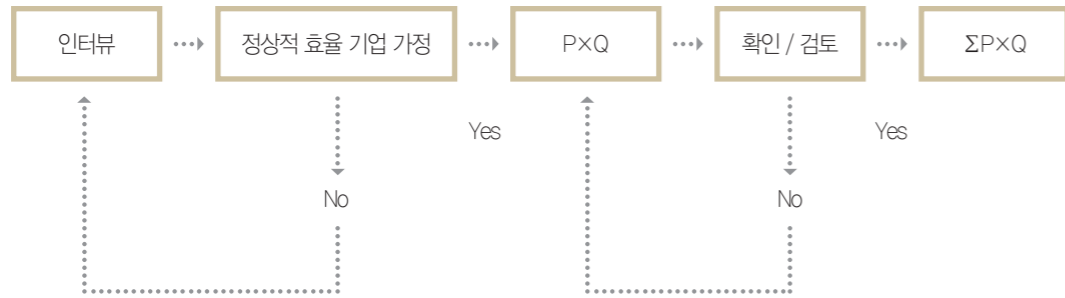 인터뷰
정상적 효율 기업 가정
P×Q
확인 / 검토
ΣP×Q
Yes
Yes
No
No